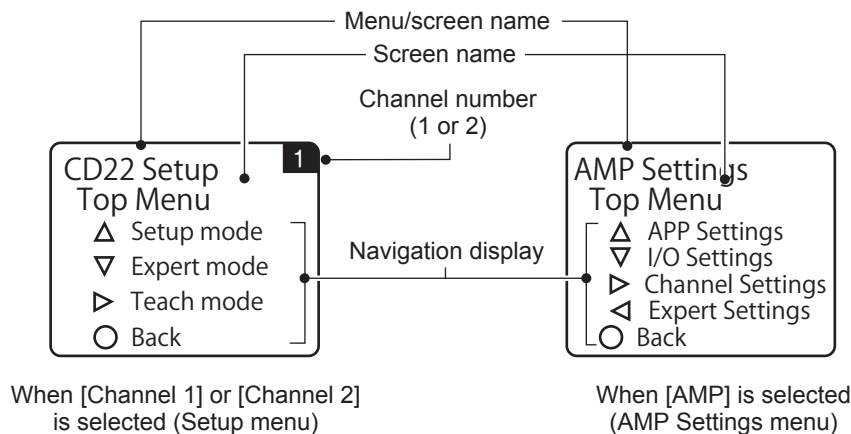 Menu/screen name
Screen name
Channel number
(1 or 2)
CD22 Setup
1
Top Menu
△ Setup mode
▽ Expert mode
▷ Teach mode
○ Back
Navigation display
AMP Settings
Top Menu
△ APP Settings
▽ I/O Settings
▷ Channel Settings
◁ Expert Settings
○ Back
When [Channel 1] or [Channel 2]
is selected (Setup menu)
When [AMP] is selected
(AMP Settings menu)